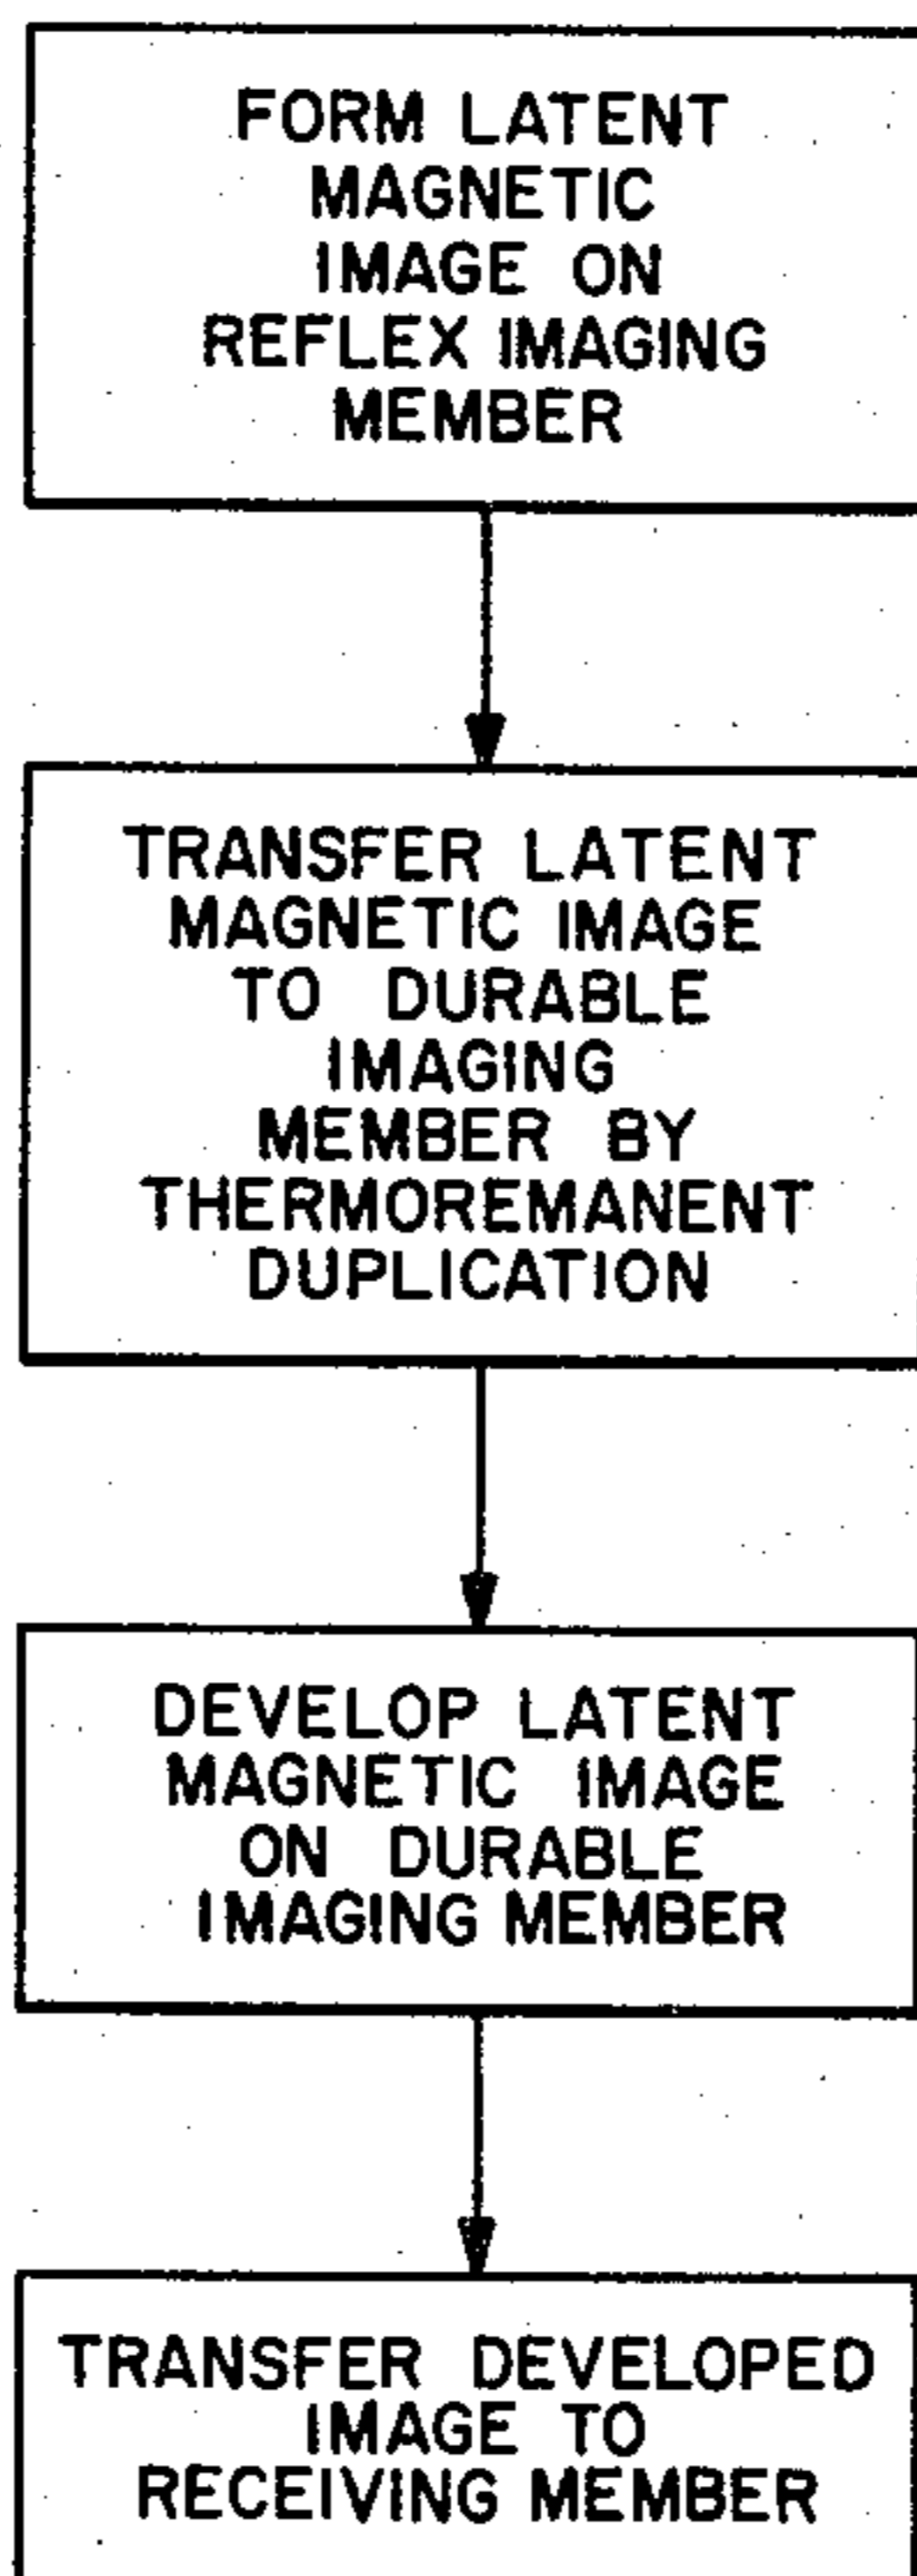 FORM LATENT
MAGNETIC
IMAGE ON
REFLEX IMAGING
MEMBER
TRANSFER LATENT
MAGNETIC IMAGE
TO DURABLE
IMAGING
MEMBER BY
THERMOREMANENT
DUPLICATION
DEVELOP LATENT
MAGNETIC IMAGE
ON DURABLE
IMAGING MEMBER
TRANSFER DEVELOPED
IMAGE TO
RECEIVING MEMBER